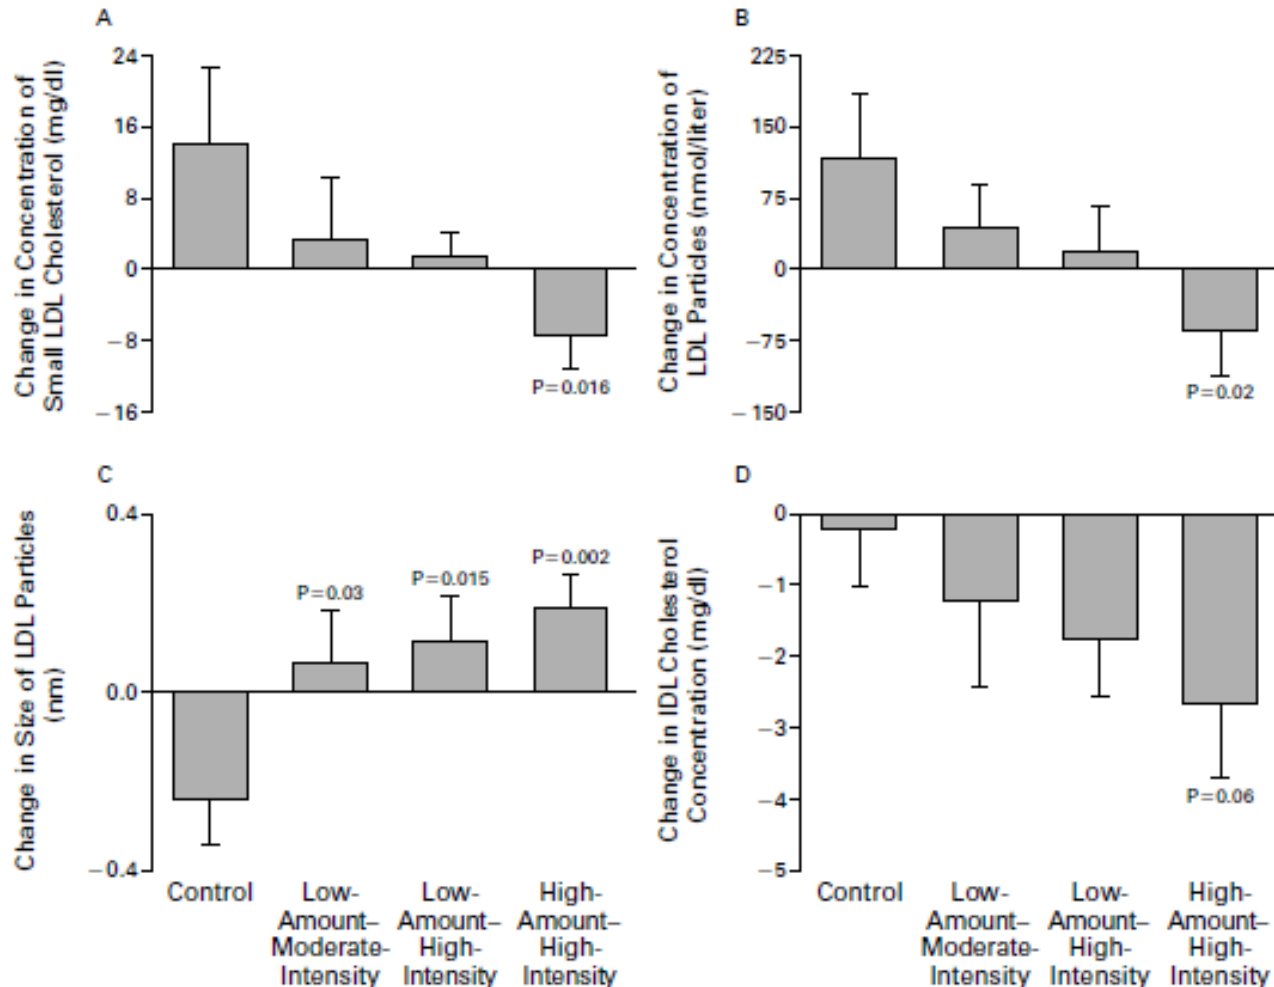 A
Change in Concentration of
Small LDL Cholesterol (mg/dl)
24
16
8
0
−8
−16
P=0.016
B
Change in Concentration of
LDL Particles (nmol/liter)
225
150
75
0
−75
−150
P=0.02
C
Change in Size of LDL Particles
(nm)
0.4
0.0
−0.4
P=0.03
P=0.015
P=0.002
Control
Low-
Amount–
Moderate-
Intensity
Low-
Amount–
High-
Intensity
High-
Amount–
High-
Intensity
D
Change in IDL Cholesterol
Concentration (mg/dl)
0
−1
−2
−3
−4
−5
P=0.06
Control
Low-
Amount–
Moderate-
Intensity
Low-
Amount–
High-
Intensity
High-
Amount–
High-
Intensity